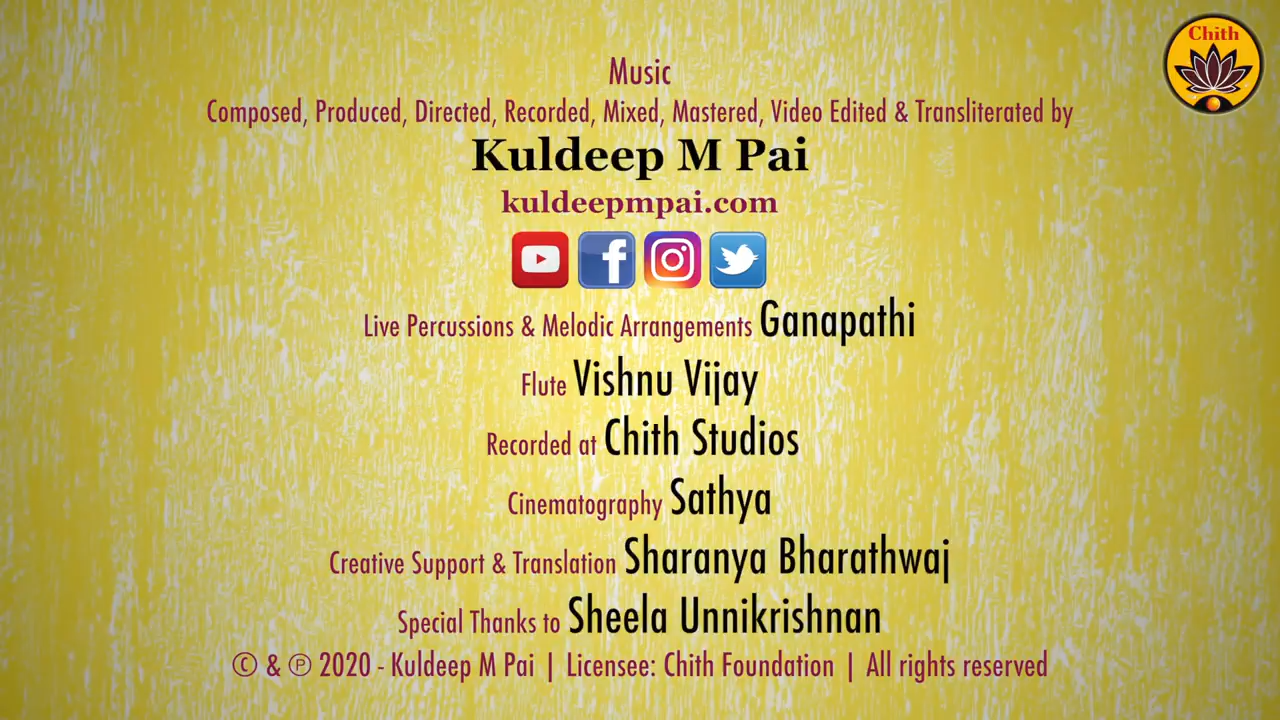 Chith
Music
Composed, Produced, Directed, Recorded, Mixed, Mastered, Video Edited & Transliterated by
Kuldeep M Pai
kuldeepmpai.com
Live Percussions & Melodic Arrangements Ganapathi
Flute Vishnu Vijay
Recorded at Chith Studios
Cinematography Sathya
Creative Support & Translation Sharanya Bharathwaj
Special Thanks to Sheela Unnikrishnan
© & ℗ 2020 - Kuldeep M Pai | Licensee: Chith Foundation | All rights reserved